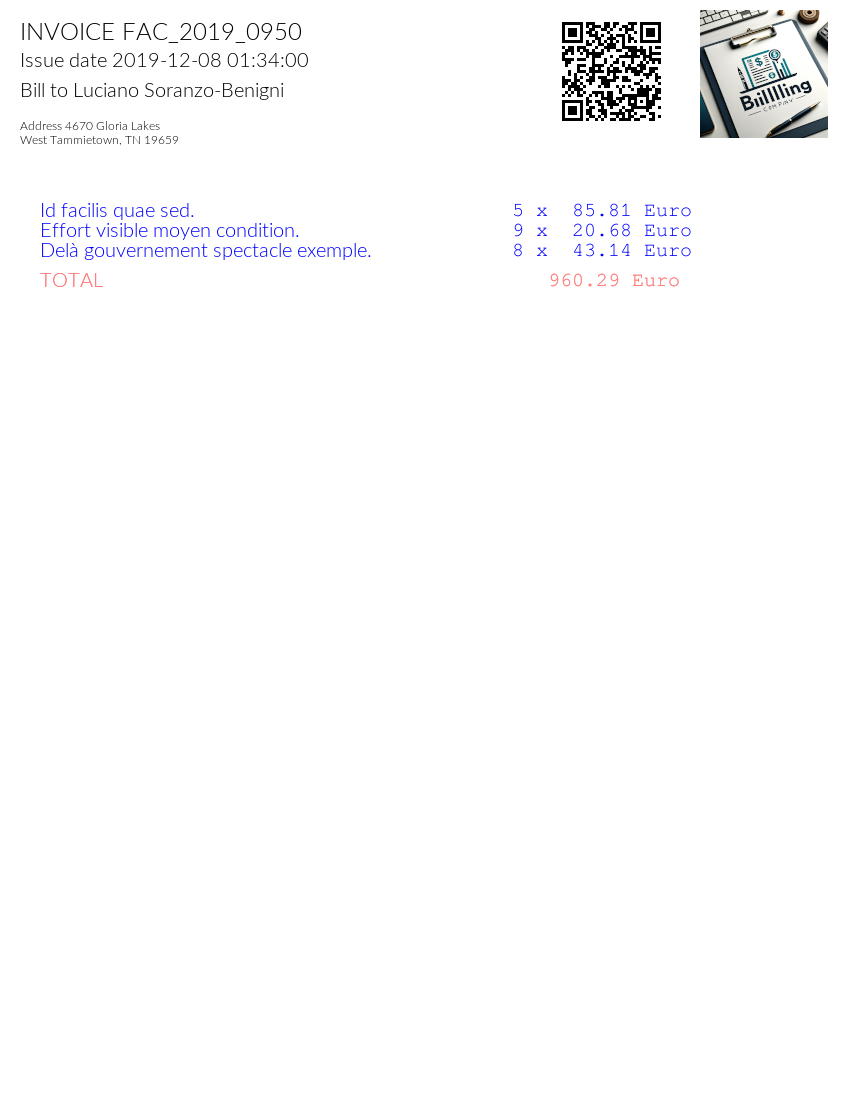 INVOICE FAC_2019_0950
Issue date 2019-12-08 01:34:00
Bill to Luciano Soranzo-Benigni
Address 4670 Gloria Lakes
West Tammietown, TN 19659
Biillling
COMPANY
Id facilis quae sed. 5 x 85.81 Euro
Effort visible moyen condition. 9 x 20.68 Euro
Delà gouvernement spectacle exemple. 8 x 43.14 Euro
TOTAL 960.29 Euro